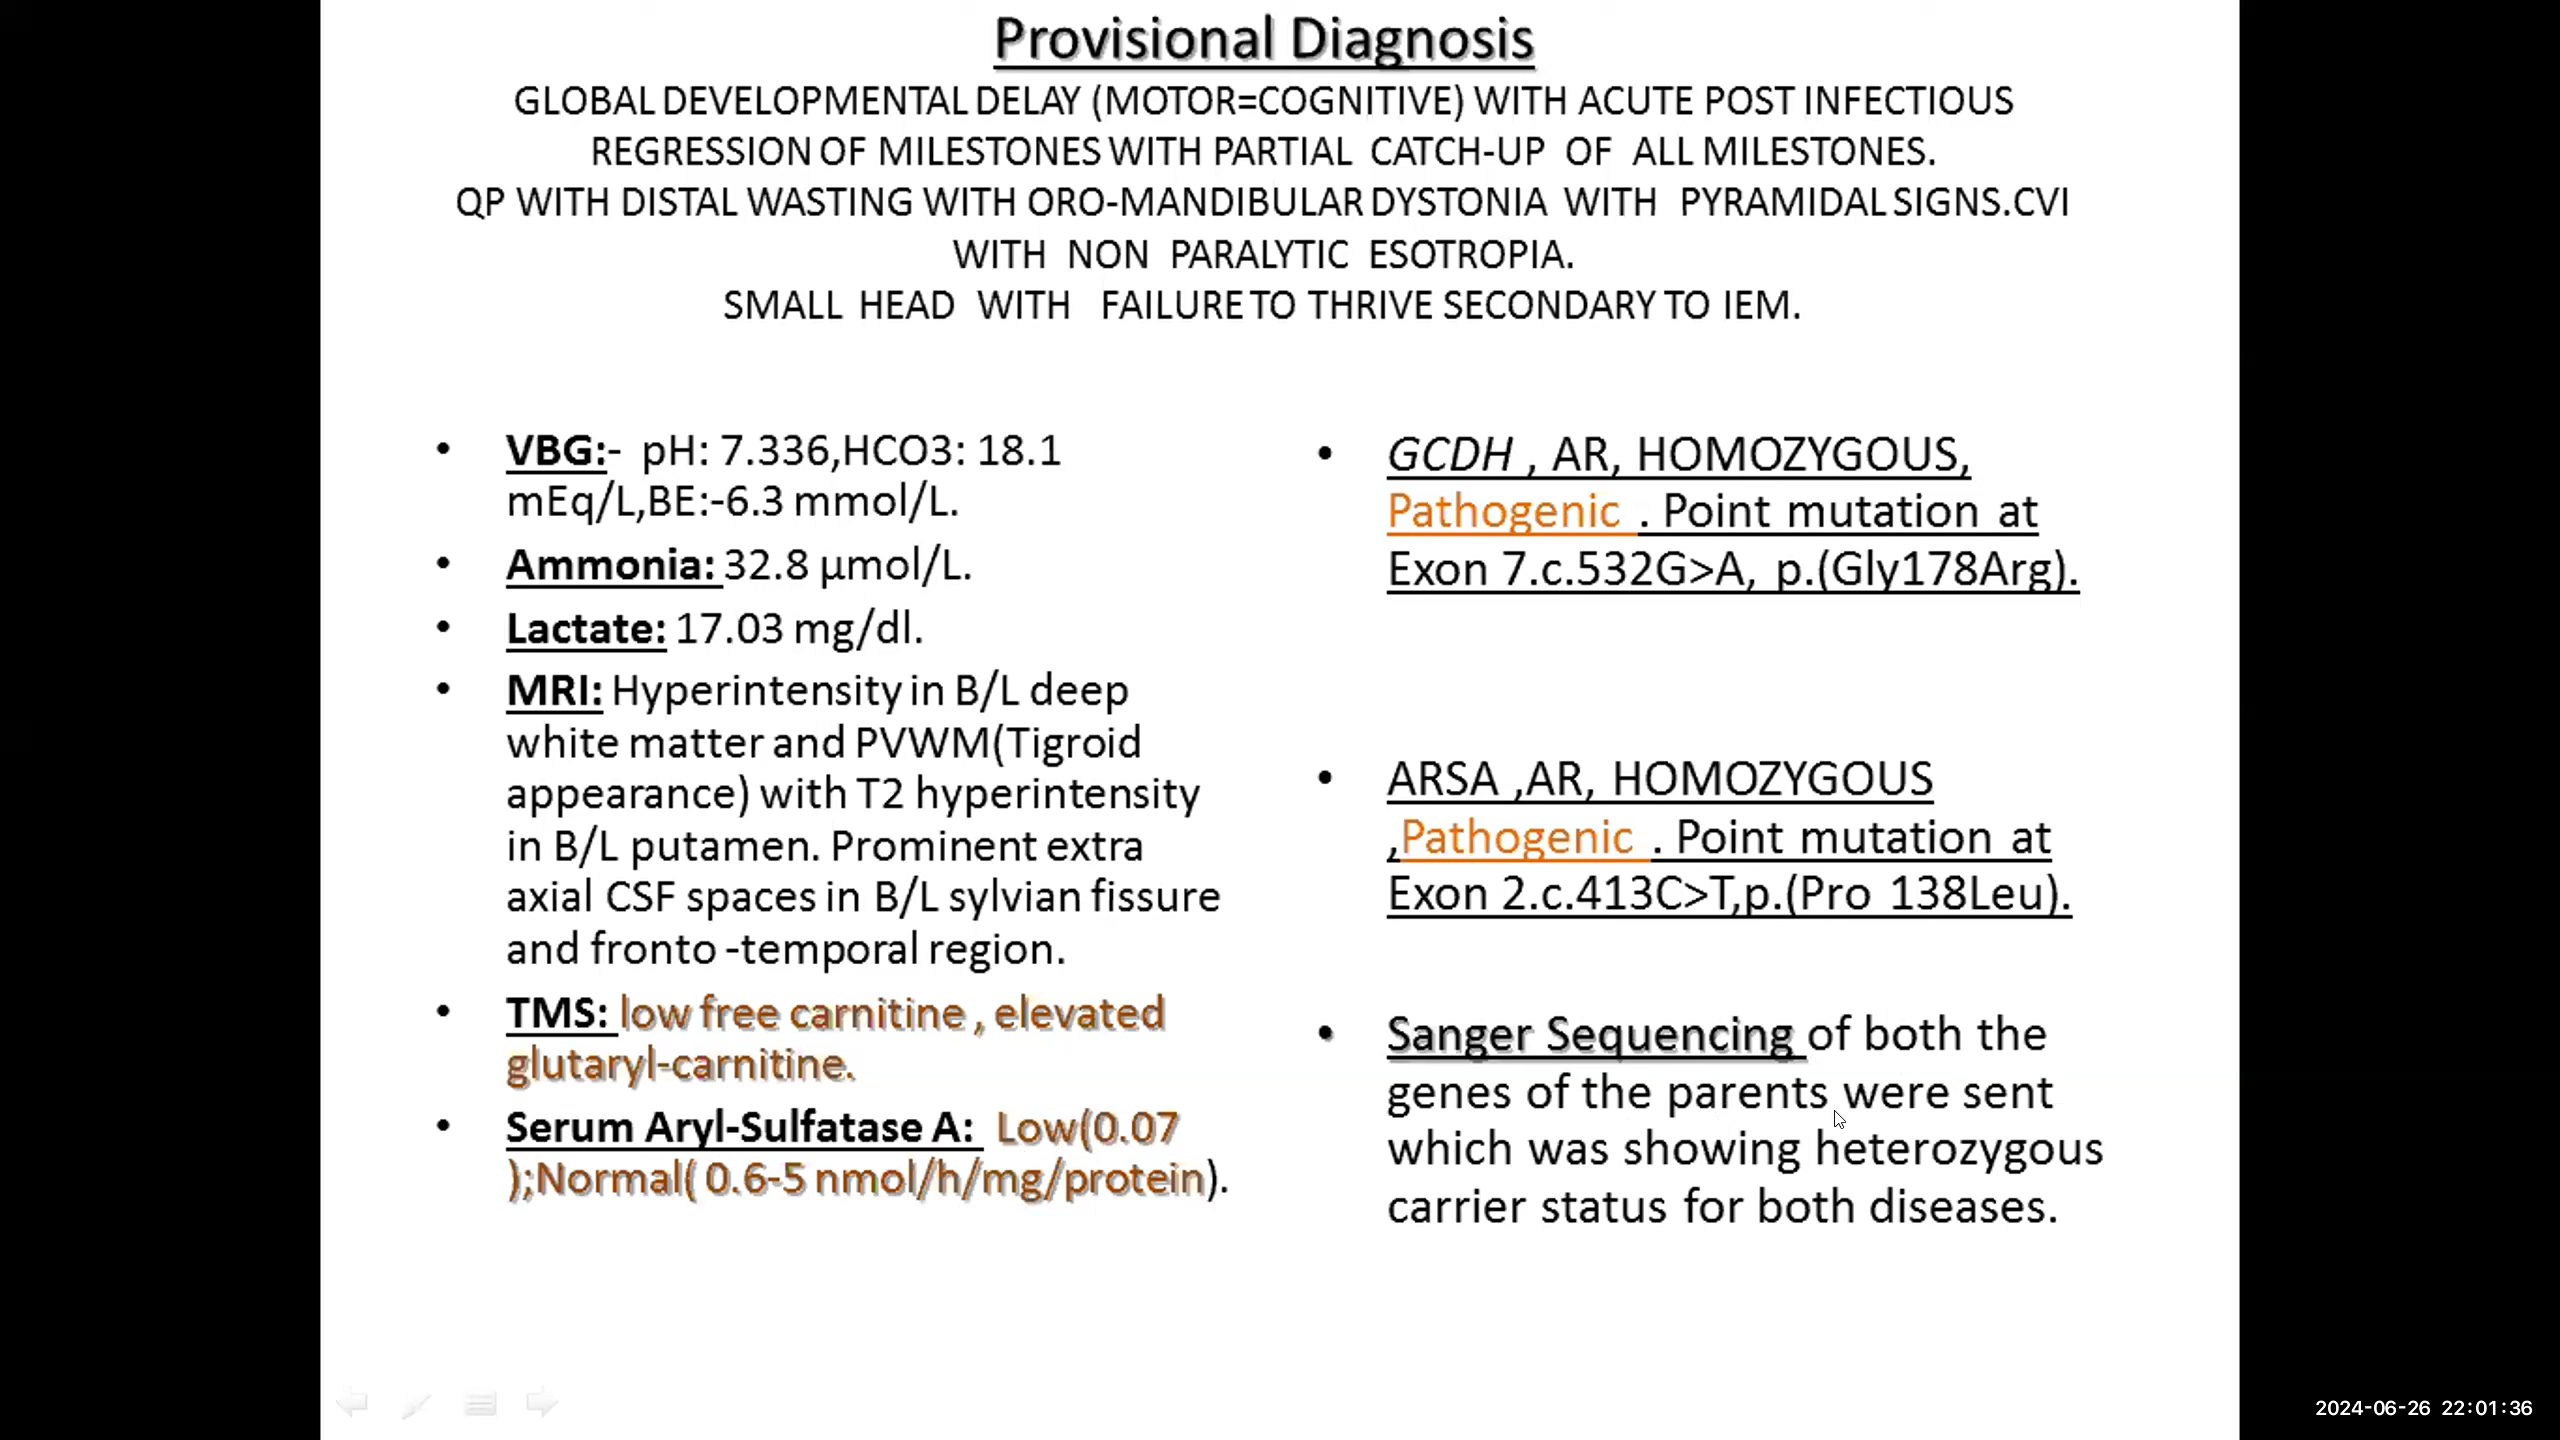 Provisional Diagnosis
GLOBAL DEVELOPMENTAL DELAY (MOTOR=COGNITIVE) WITH ACUTE POST INFECTIOUS
REGRESSION OF MILESTONES WITH PARTIAL CATCH-UP OF ALL MILESTONES.
QP WITH DISTAL WASTING WITH ORO-MANDIBULAR DYSTONIA WITH PYRAMIDAL SIGNS.CVI
WITH NON PARALYTIC ESOTROPIA.
SMALL HEAD WITH FAILURE TO THRIVE SECONDARY TO IEM.
• VBG:- pH: 7.336,HCO3: 18.1
mEq/L,BE:-6.3 mmol/L.
• Ammonia: 32.8 µmol/L.
• Lactate: 17.03 mg/dl.
• MRI: Hyperintensity in B/L deep
white matter and PVWM(Tigroid
appearance) with T2 hyperintensity
in B/L putamen. Prominent extra
axial CSF spaces in B/L sylvian fissure
and fronto -temporal region.
• TMS: low free carnitine , elevated
glutaryl-carnitine.
• Serum Aryl-Sulfatase A: Low(0.07
);Normal( 0.6-5 nmol/h/mg/protein).
• GCDH , AR, HOMOZYGOUS,
Pathogenic . Point mutation at
Exon 7.c.532G>A, p.(Gly178Arg).
• ARSA ,AR, HOMOZYGOUS
,Pathogenic . Point mutation at
Exon 2.c.413C>T,p.(Pro 138Leu).
• Sanger Sequencing of both the
genes of the parents were sent
which was showing heterozygous
carrier status for both diseases.
2024-06-26 22:01:36